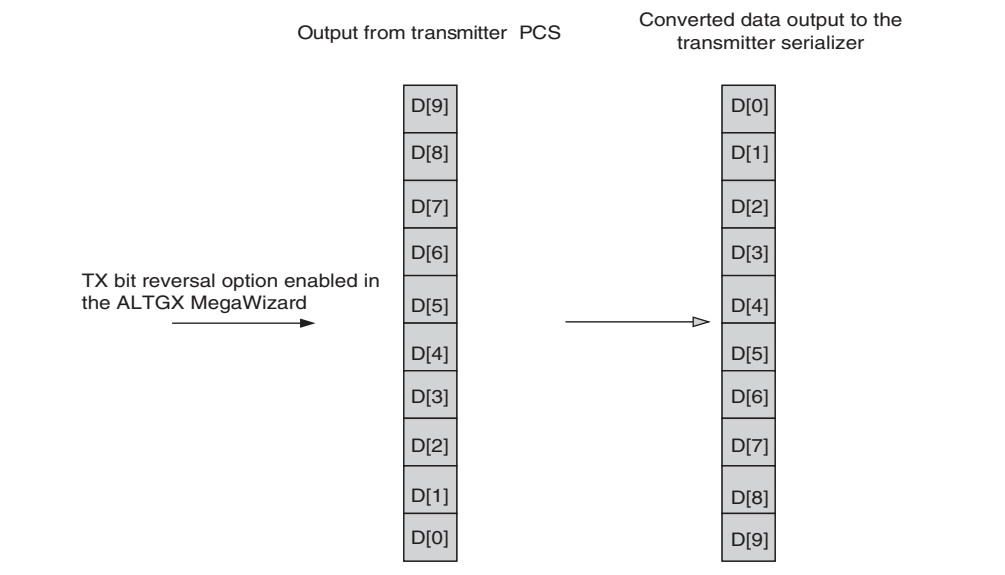 Output from transmitter PCS
Converted data output to the
transmitter serializer
TX bit reversal option enabled in
the ALTGX MegaWizard
D[9]
D[8]
D[7]
D[6]
D[5]
D[4]
D[3]
D[2]
D[1]
D[0]
D[0]
D[1]
D[2]
D[3]
D[4]
D[5]
D[6]
D[7]
D[8]
D[9]